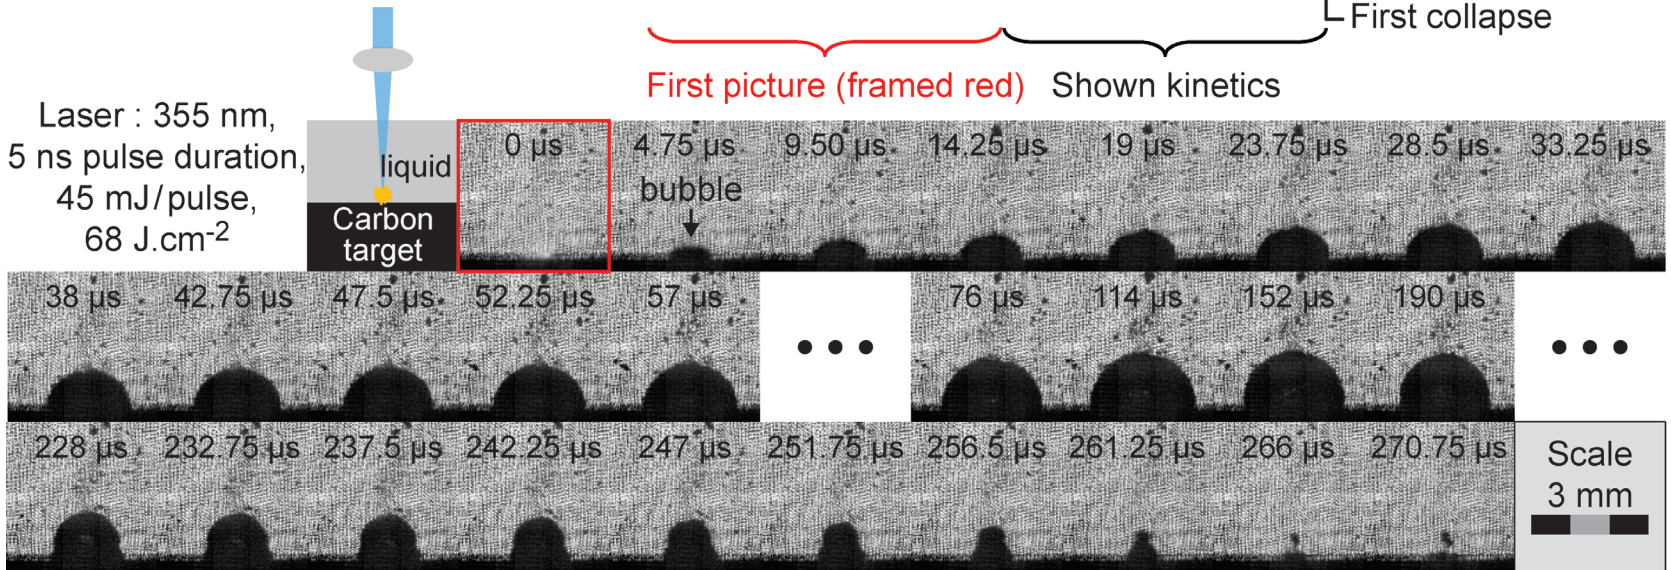 First collapse
First picture (framed red) Shown kinetics
Laser : 355 nm,
5 ns pulse duration,
45 mJ/pulse,
68 J.cm-2
liquid
Carbon
target
0 µs 4.75 µs 9.50 µs 14.25 µs 19 µs 23.75 µs 28.5 µs 33.25 µs
bubble
38 µs 42.75 µs 47.5 µs 52.25 µs 57 µs 76 µs 114 µs 152 µs 190 µs
228 µs 232.75 µs 237.5 µs 242.25 µs 247 µs 251.75 µs 256.5 µs 261.25 µs 266 µs 270.75 µs
Scale
3 mm